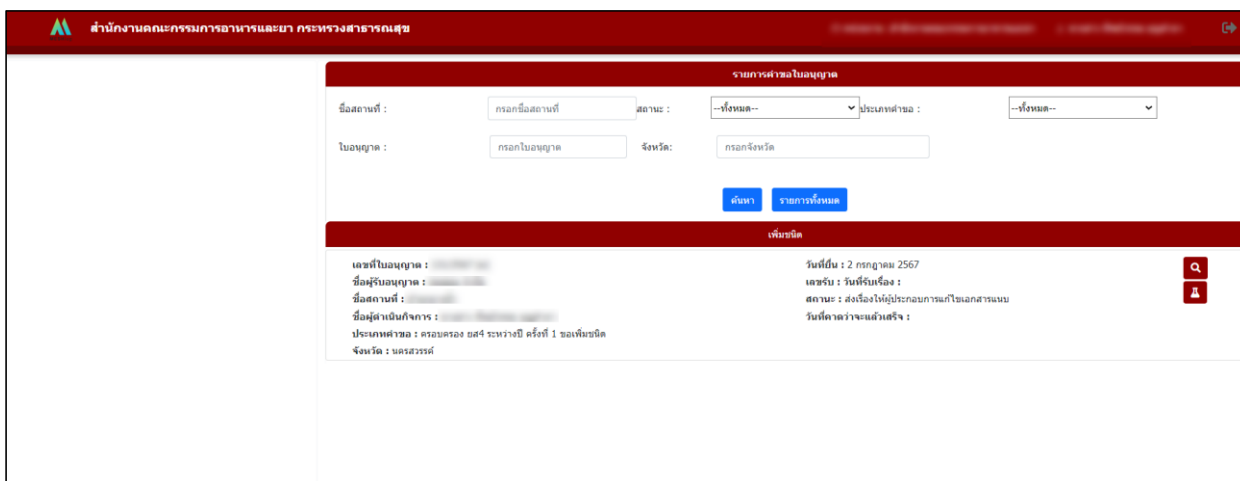 สำนักงานคณะกรรมการอาหารและยา กระทรวงสาธารณสุข
รายการคำขอใบอนุญาต
ชื่อสถานที่ : กรอกชื่อสถานที่ สถานะ : --ทั้งหมด-- ประเภทคำขอ : --ทั้งหมด--
ใบอนุญาต : กรอกใบอนุญาต จังหวัด: กรอกจังหวัด
ค้นหา รายการทั้งหมด
เพิ่มชนิด
เลขที่ใบอนุญาต : วันที่ยื่น : 2 กรกฎาคม 2567
ชื่อผู้รับอนุญาต : เลขรับ : วันที่รับเรื่อง :
ชื่อสถานที่ : สถานะ : ส่งเรื่องให้ผู้ประกอบการแก้ไขเอกสารแนบ
ชื่อผู้ดำเนินกิจการ : วันที่คาดว่าจะแล้วเสร็จ :
ประเภทคำขอ : ครอบครอง ยส4 ระหว่างปี ครั้งที่ 1 ขอเพิ่มชนิด
จังหวัด : นครสวรรค์